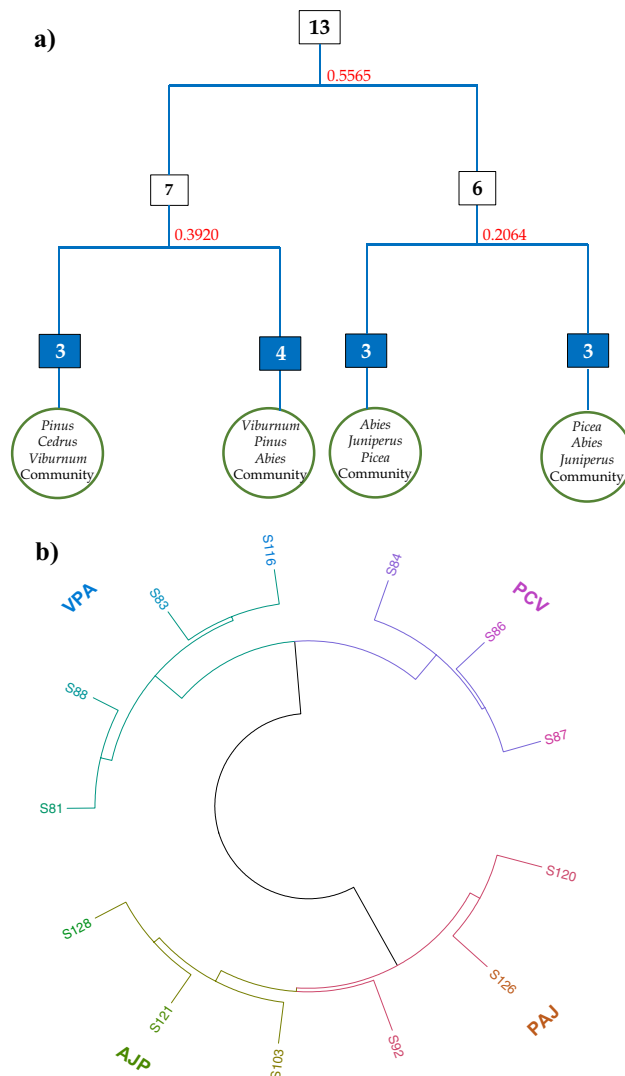 a)
13
0.5565
7
6
0.3920
0.2064
3
4
3
3
Pinus
Cedrus
Viburnum
Community
Viburnum
Pinus
Abies
Community
Abies
Juniperus
Picea
Community
Picea
Abies
Juniperus
Community
b)
VPA
S116
S84
PCV
S83
S86
S88
S87
S81
S120
S128
S126
S121
S92
S103
PAJ
AJP